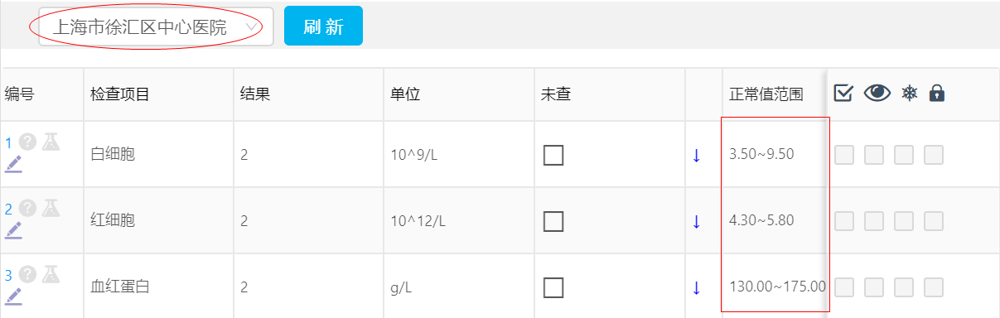 上海市徐汇区中心医院 刷 新
编号 检查项目 结果 单位 未查 正常值范围
1 白细胞 2 10^9/L ↓ 3.50~9.50
2 红细胞 2 10^12/L ↓ 4.30~5.80
3 血红蛋白 2 g/L ↓ 130.00~175.00